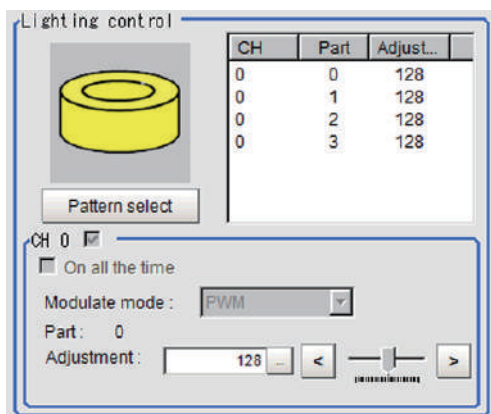 Lighting control
CH Part Adjust...
0 0 128
0 1 128
0 2 128
0 3 128
Pattern select
CH 0
On all the time
Modulate mode : PWM
Part : 0
Adjustment : 128 ... < >